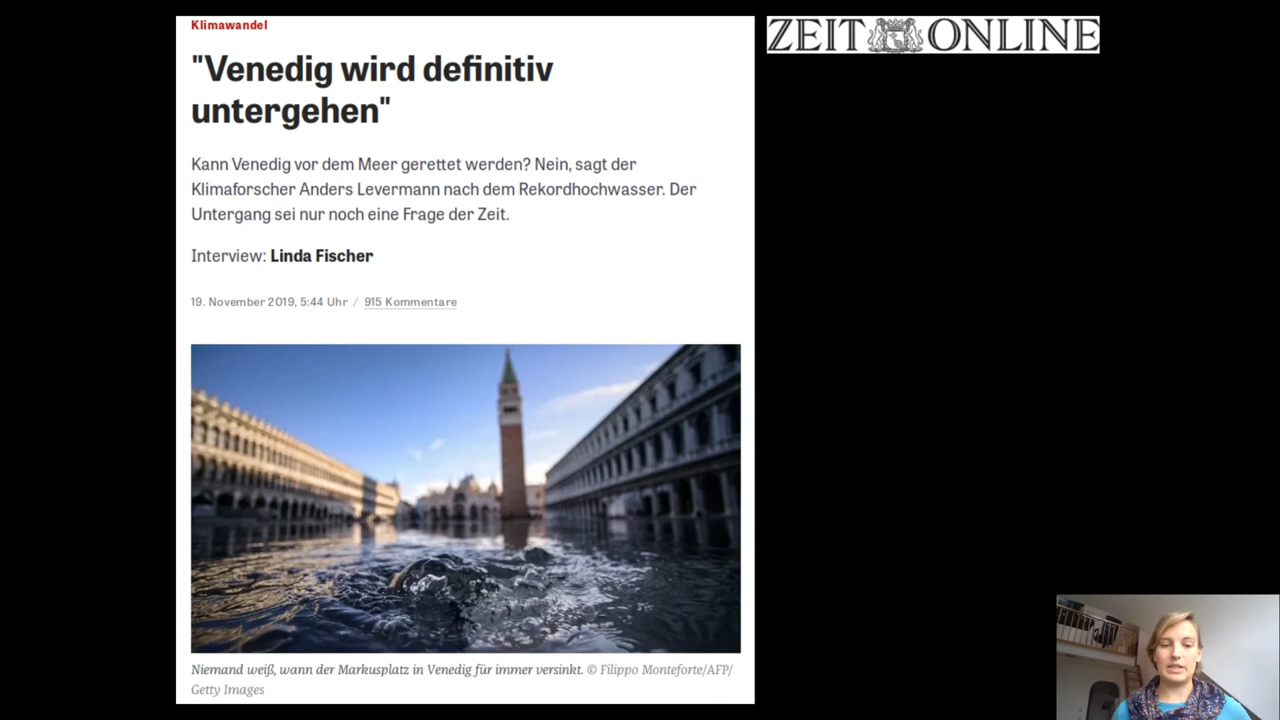 Klimawandel
ZEIT ONLINE
"Venedig wird definitiv
untergehen"
Kann Venedig vor dem Meer gerettet werden? Nein, sagt der
Klimaforscher Anders Levermann nach dem Rekordhochwasser. Der
Untergang sei nur noch eine Frage der Zeit.
Interview: Linda Fischer
19. November 2019, 5:44 Uhr / 915 Kommentare
Niemand weiß, wann der Markusplatz in Venedig für immer versinkt. © Filippo Monteforte/AFP/
Getty Images